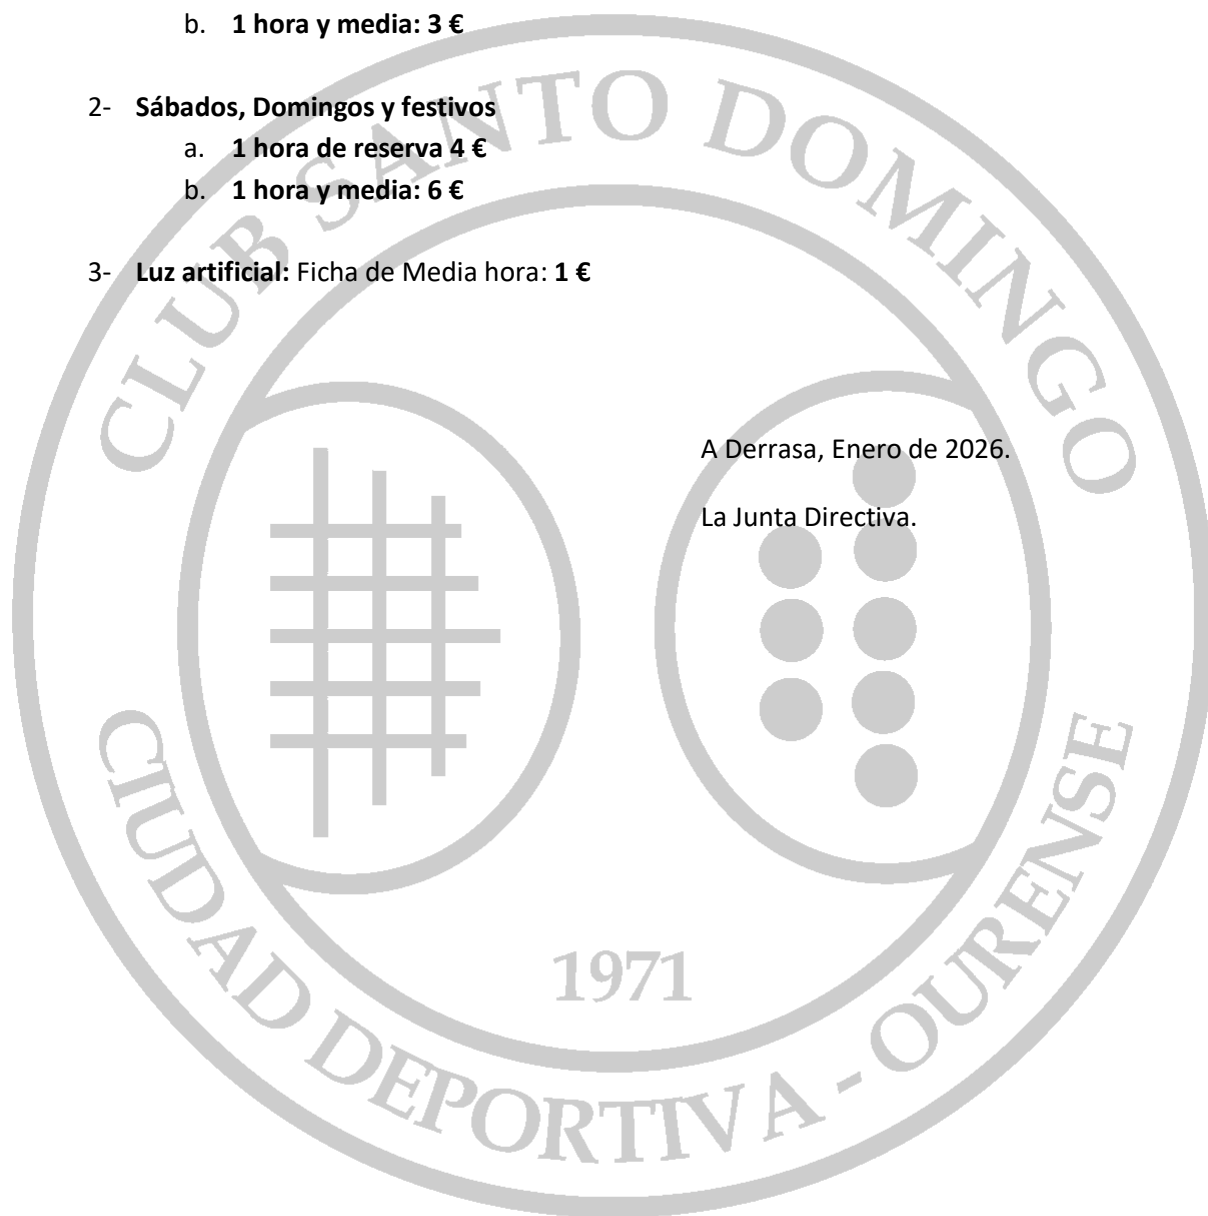 b. 1 hora y media: 3 €
2- Sábados, Domingos y festivos
a. 1 hora de reserva 4 €
b. 1 hora y media: 6 €
3- Luz artificial: Ficha de Media hora: 1 €
A Derrasa, Enero de 2026.
La Junta Directiva.
CLUB SANTO DOMINGO
1971
CIUDAD DEPORTIVA - OURENSE